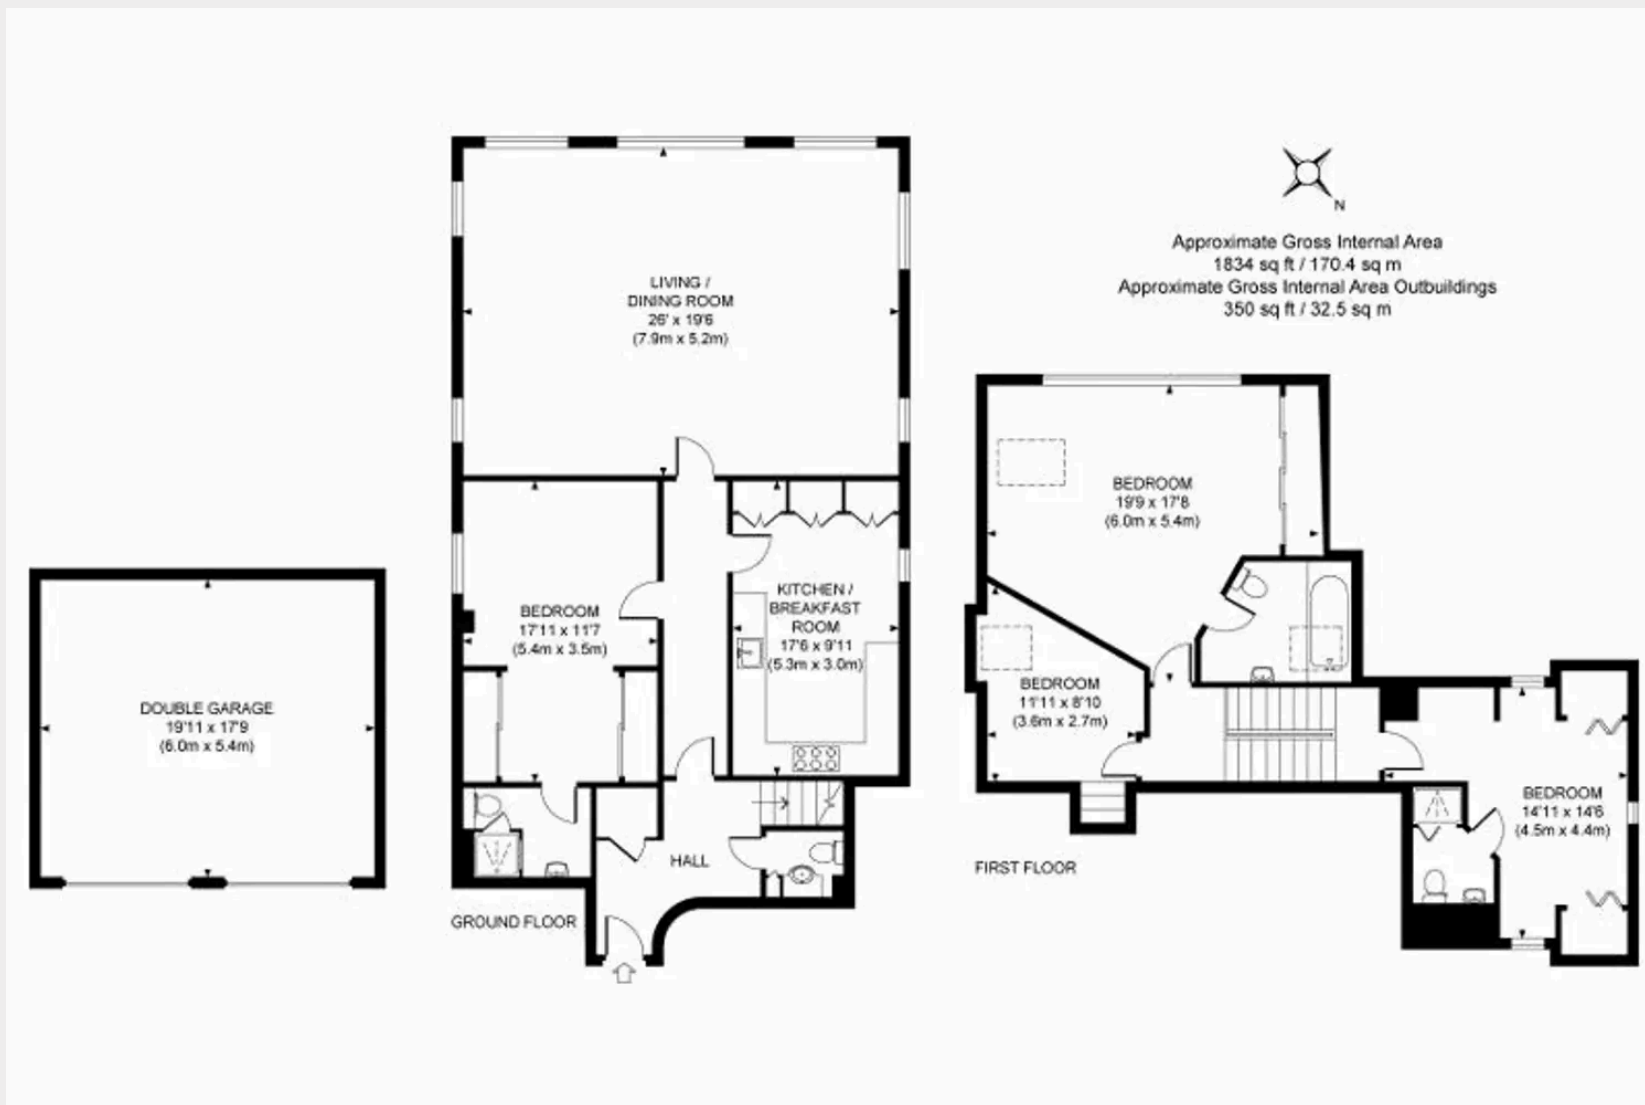 N
Approximate Gross Internal Area
1834 sq ft / 170.4 sq m
Approximate Gross Internal Area Outbuildings
350 sq ft / 32.5 sq m
DOUBLE GARAGE
19'11 x 17'9
(6.0m x 5.4m)
LIVING /
DINING ROOM
26' x 19'6
(7.9m x 5.2m)
BEDROOM
17'11 x 11'7
(5.4m x 3.5m)
KITCHEN /
BREAKFAST
ROOM
17'6 x 9'11
(5.3m x 3.0m)
HALL
GROUND FLOOR
BEDROOM
19'9 x 17'8
(6.0m x 5.4m)
BEDROOM
11'11 x 8'10
(3.6m x 2.7m)
BEDROOM
14'11 x 14'6
(4.5m x 4.4m)
FIRST FLOOR